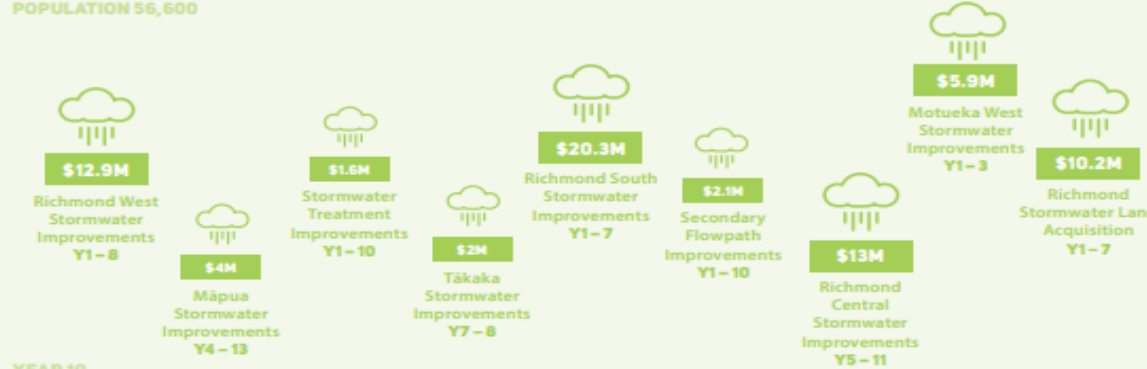 POPULATION 56,600
$12.9M
Richmond West
Stormwater
Improvements
Y1 – 8
$4M
Māpua
Stormwater
Improvements
Y4 – 13
$1.6M
Stormwater
Treatment
Improvements
Y1 – 10
$2M
Tākaka
Stormwater
Improvements
Y7 – 8
$20.3M
Richmond South
Stormwater
Improvements
Y1 – 7
$2.1M
Secondary
Flowpath
Improvements
Y1 – 10
$13M
Richmond
Central
Stormwater
Improvements
Y5 – 11
$5.9M
Motueka West
Stormwater
Improvements
Y1 – 3
$10.2M
Richmond
Stormwater
Acquisition
Y1 – 7